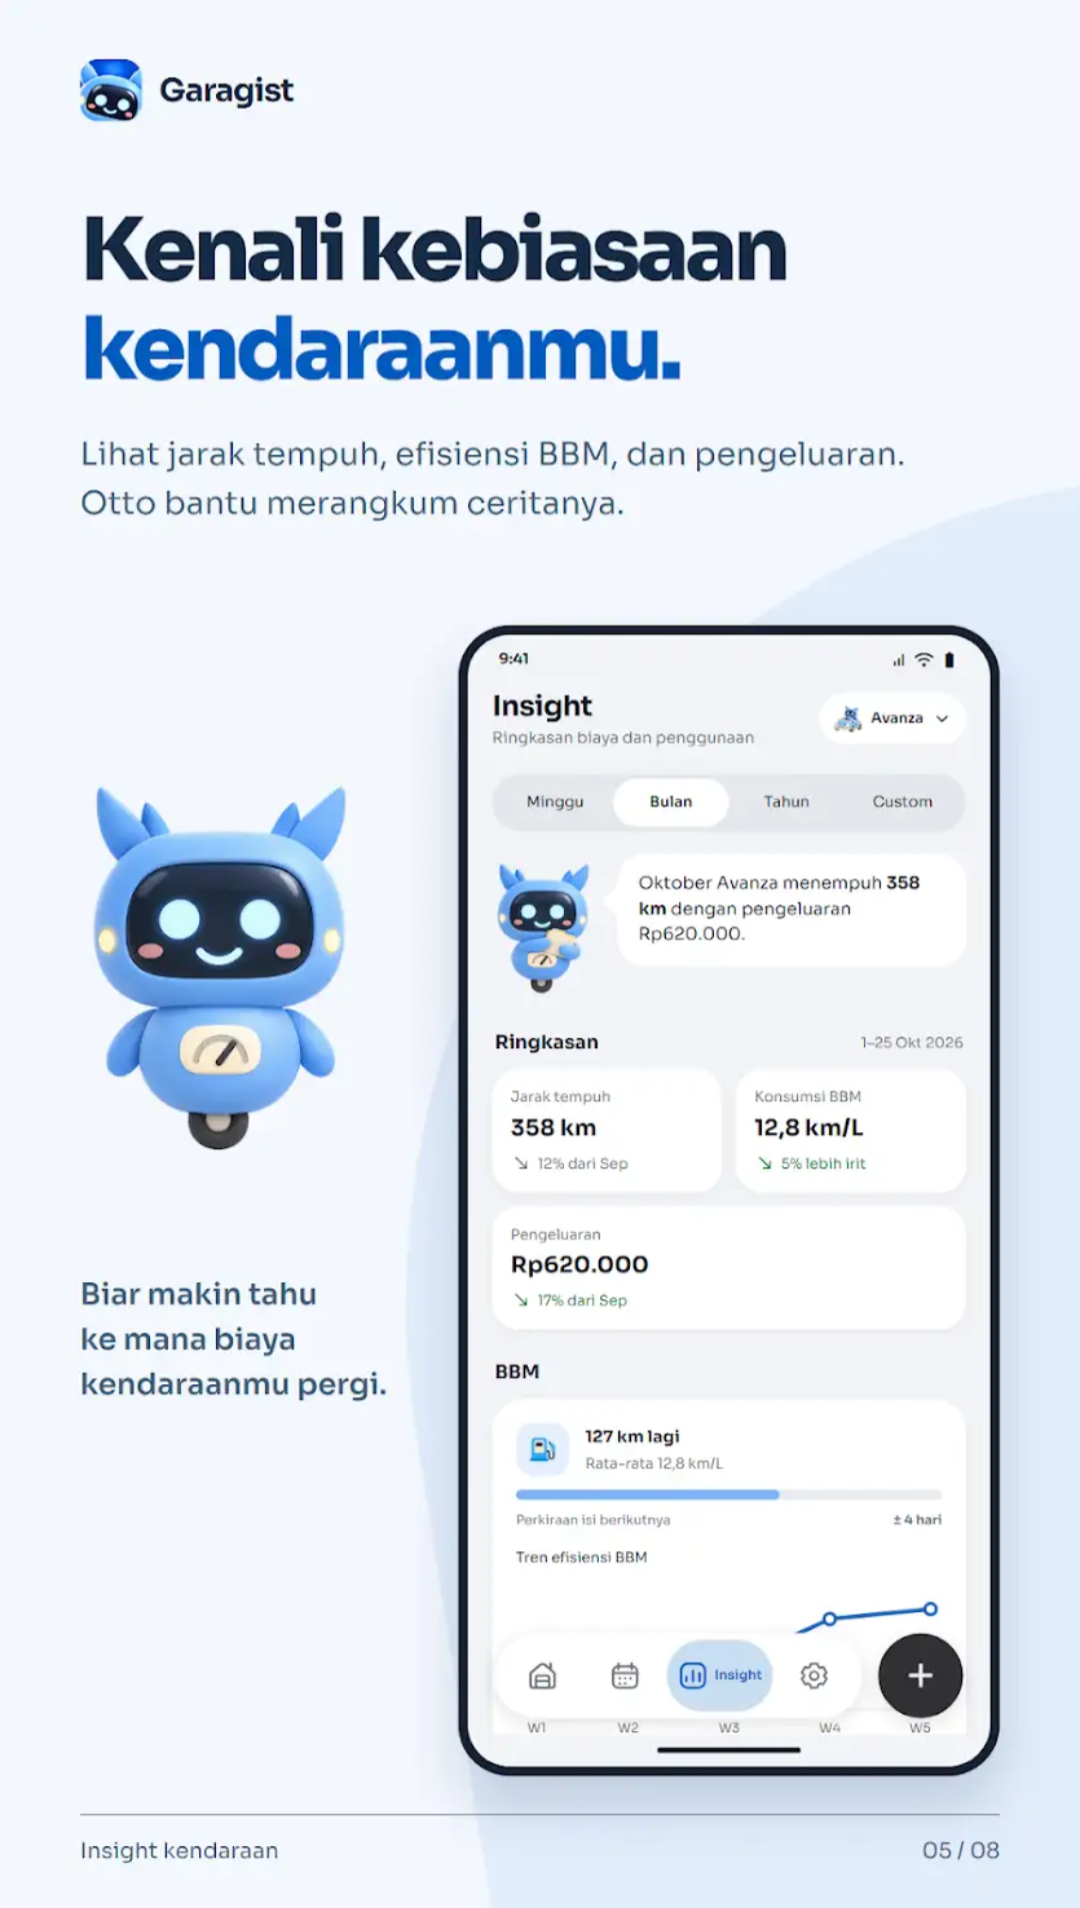 Garagist
Kenali kebiasaan
kendaraanmu.
Lihat jarak tempuh, efisiensi BBM, dan pengeluaran.
Otto bantu merangkum ceritanya.
9:41
Insight
Ringkasan biaya dan penggunaan
Avanza
Minggu
Bulan
Tahun
Custom
Oktober Avanza menempuh 358
km dengan pengeluaran
Rp620.000.
Ringkasan
1–25 Okt 2026
Jarak tempuh
358 km
↘ 12% dari Sep
Konsumsi BBM
12,8 km/L
↘ 5% lebih irit
Pengeluaran
Rp620.000
↘ 17% dari Sep
Biar makin tahu
ke mana biaya
kendaraanmu pergi.
BBM
127 km lagi
Rata-rata 12,8 km/L
Perkiraan isi berikutnya
± 4 hari
Tren efisiensi BBM
Insight
W1
W2
W3
W4
W5
Insight kendaraan
05 / 08